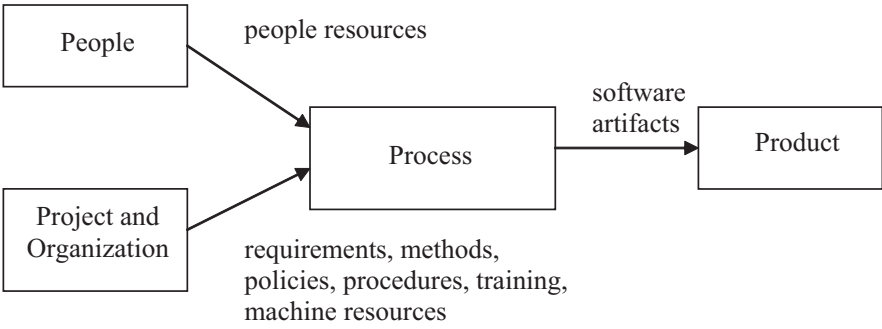 People
people resources
software
artifacts
Process
Product
Project and
Organization
requirements, methods,
policies, procedures, training,
machine resources